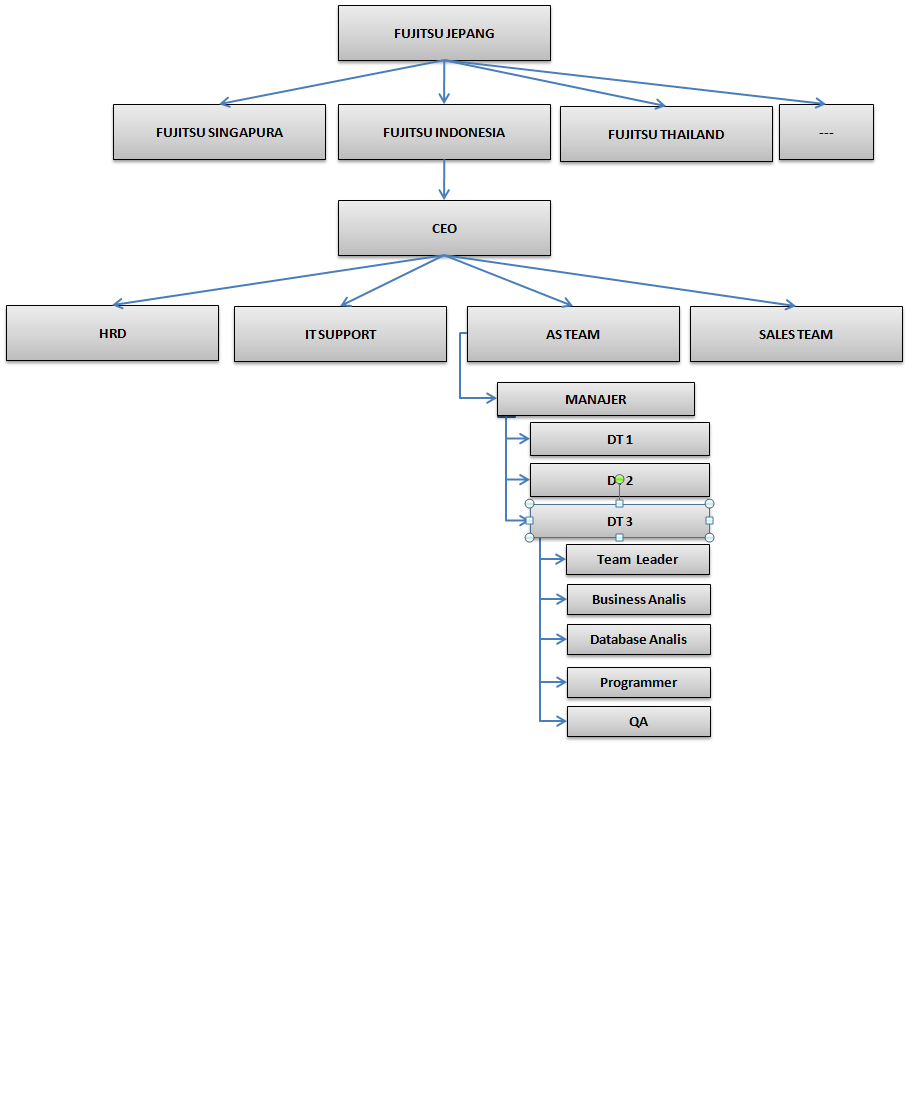 FUJITSU JEPANG
FUJITSU SINGAPURA
FUJITSU INDONESIA
FUJITSU THAILAND
---
CEO
HRD
IT SUPPORT
AS TEAM
SALES TEAM
MANAJER
DT 1
DT 2
DT 3
Team Leader
Business Analis
Database Analis
Programmer
QA